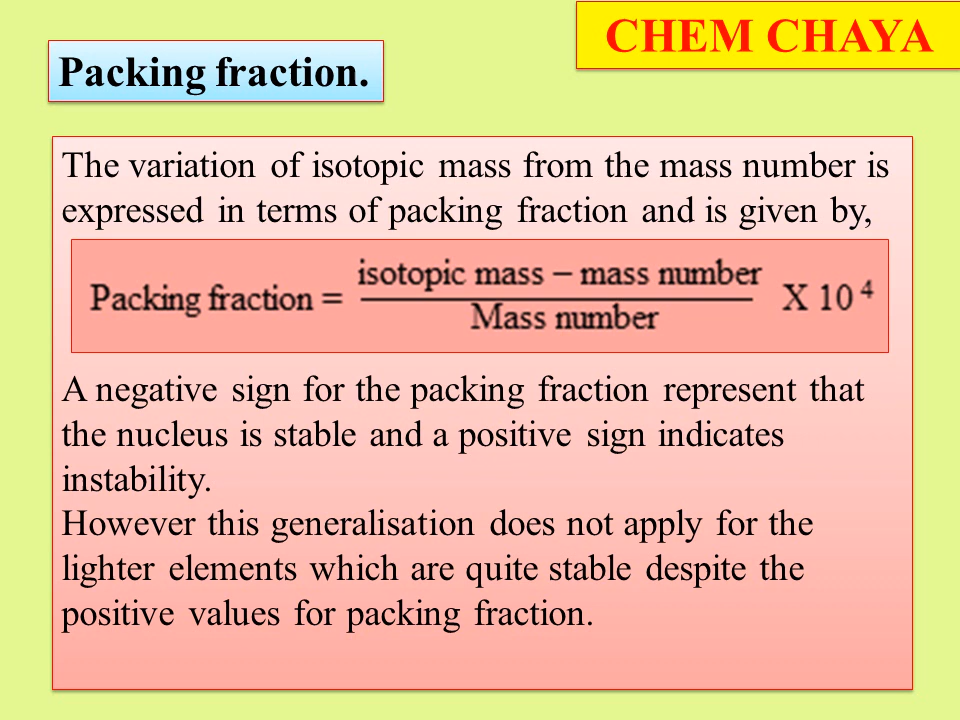 CHEM CHAYA
Packing fraction.
The variation of isotopic mass from the mass number is
expressed in terms of packing fraction and is given by,
Packing fraction = isotopic mass – mass number / Mass number X 10 4
A negative sign for the packing fraction represent that
the nucleus is stable and a positive sign indicates
instability.
However this generalisation does not apply for the
lighter elements which are quite stable despite the
positive values for packing fraction.